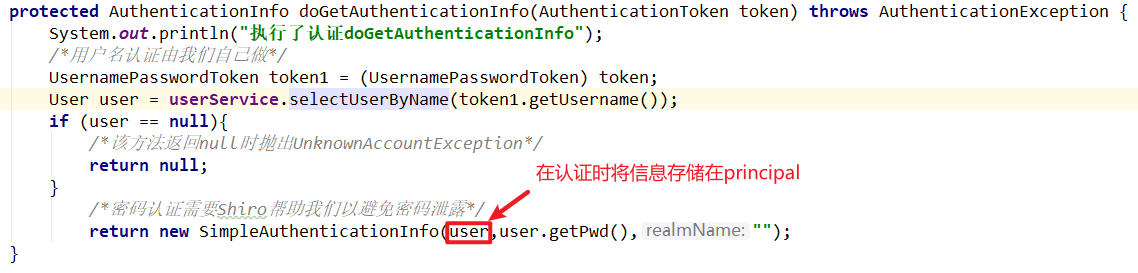 protected AuthenticationInfo doGetAuthenticationInfo(AuthenticationToken token) throws AuthenticationException {
    System.out.println("执行了认证doGetAuthenticationInfo");
    /*用户名认证由我们自己做*/
    UsernamePasswordToken token1 = (UsernamePasswordToken) token;
    User user = userService.selectUserByName(token1.getUsername());
    if (user == null){
        /*该方法返回null时抛出UnknownAccountException*/
        return null;
    }
在认证时将信息存储在principal
        /*密码认证需要Shiro帮助我们以避免密码泄露*/
        return new SimpleAuthenticationInfo(user,user.getPwd(), realmName: "");
}